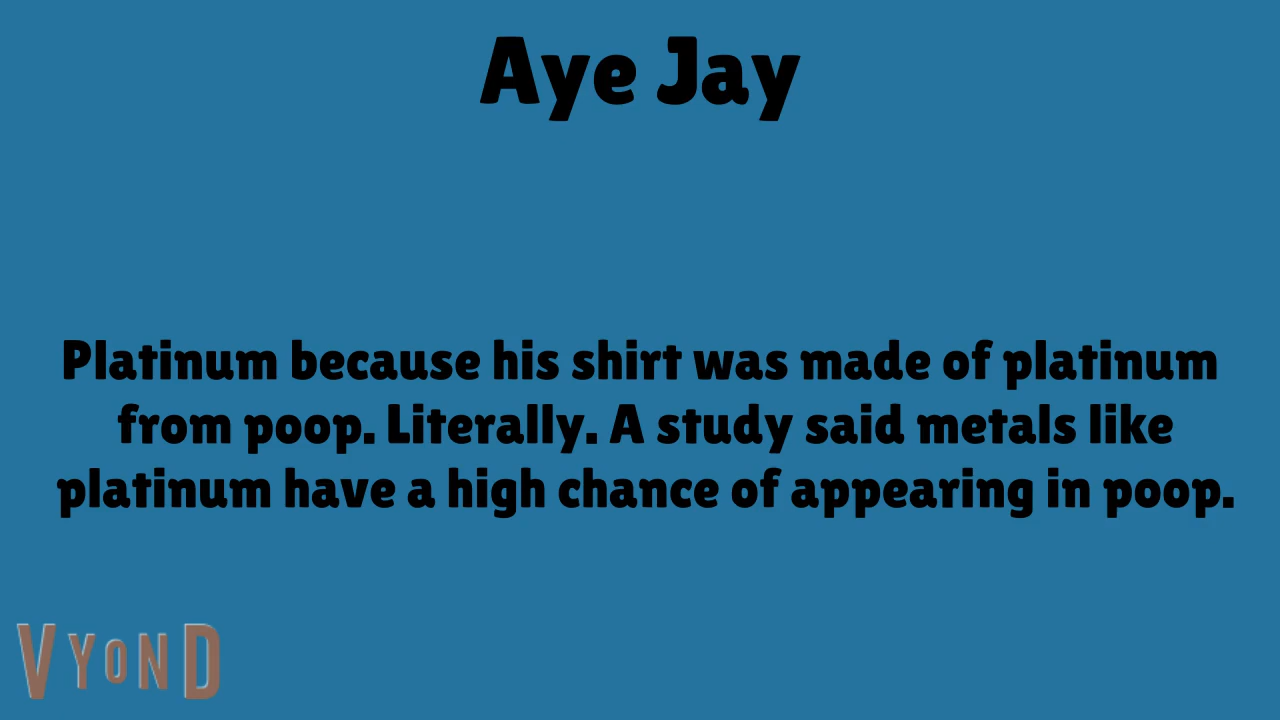 Aye Jay
Platinum because his shirt was made of platinum
from poop. Literally. A study said metals like
platinum have a high chance of appearing in poop.
VYOND